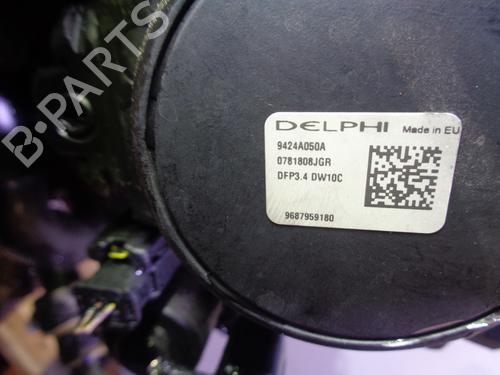 B-PARTS
DELPHI Made in EU
9424A050A
0781808JGR
DFP3.4 DW10C
9687959180